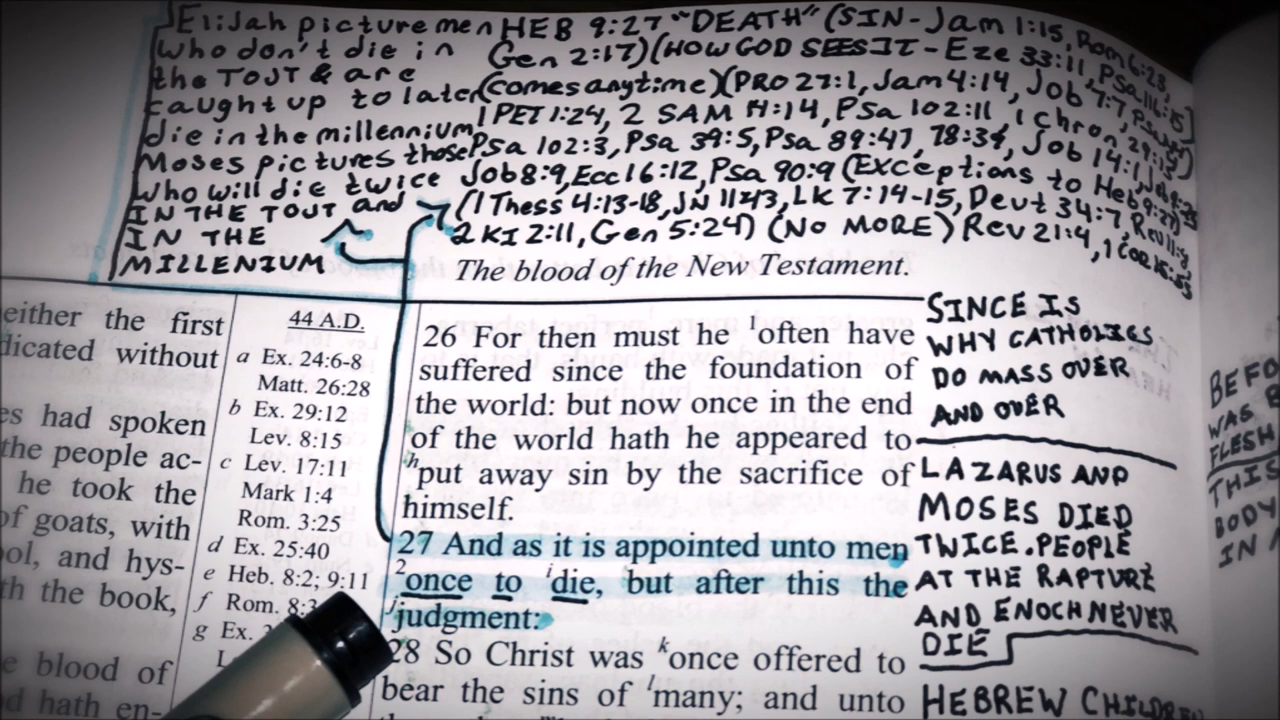 Elijah picture men
who don't die in
the TOJT & are
caught up to later
die in the millennium,
Moses pictures those
who will die twice
IN THE TOJT and
IN THE
MILLENIUM
HEB 9:27 "DEATH" (SIN - Jam 1:15, Rom 6:23,
Gen 2:17) (HOW GOD SEES IT - Eze 33:11, PSa 116:15]
(comes anytime) (PRO 27:1, Jam 4:14, Job 7:7,
1 PET 1:24, 2 SAM 14:14, PSa 102:11, 1 Chron 29:15)
Psa 102:3, Psa 39:5, Psa 89:47, 78:39, Job 14:1,
Job 8:9, Ecc 16:12, Psa 90:9 (Exceptions to Heb 9:27)
(1 Thess 4:13-18, JN 11:43, LK 7:14-15, Deut 34:7, Rev
2 KI 2:11, Gen 5:24) (NO MORE) Rev 21:4, 1 COR 15:55
The blood of the New Testament.
either the first
dicated without
es had spoken
the people ac-
he took the
of goats, with
ol, and hys-
th the book,
e blood of
d hath en-
44 A.D.
a Ex. 24:6-8
Matt. 26:28
b Ex. 29:12
Lev. 8:15
c Lev. 17:11
Mark 1:4
Rom. 3:25
d Ex. 25:40
e Heb. 8:2; 9:11
f Rom. 8:3
g Ex.
26 For then must he l often have
suffered since the foundation of
the world: but now once in the end
of the world hath he appeared to
h put away sin by the sacrifice of
himself.
27 And as it is appointed unto men
2 once to i die, but after this the
j judgment:
28 So Christ was k once offered to
bear the sins of l many; and unto
SINCE IS
WHY CATHOLICS
DO MASS OVER
AND OVER
LAZARUS AND
MOSES DIED
TWICE. PEOPLE
AT THE RAPTURE
AND ENOCH NEVER
DIE
HEBREW CHILDREN
BEFO
WAS B
FLESH
THIS
BODY
IN